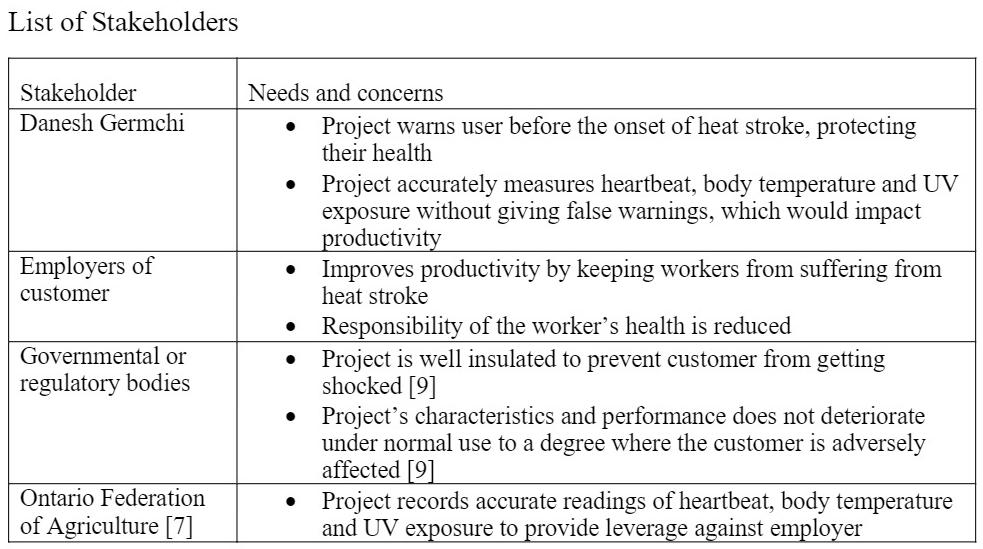 List of Stakeholders
Stakeholder
Needs and concerns
Danesh Germchi
• Project warns user before the onset of heat stroke, protecting
their health
• Project accurately measures heartbeat, body temperature and UV
exposure without giving false warnings, which would impact
productivity
Employers of
customer
• Improves productivity by keeping workers from suffering from
heat stroke
• Responsibility of the worker’s health is reduced
Governmental or
regulatory bodies
• Project is well insulated to prevent customer from getting
shocked [9]
• Project’s characteristics and performance does not deteriorate
under normal use to a degree where the customer is adversely
affected [9]
Ontario Federation
of Agriculture [7]
• Project records accurate readings of heartbeat, body temperature
and UV exposure to provide leverage against employer